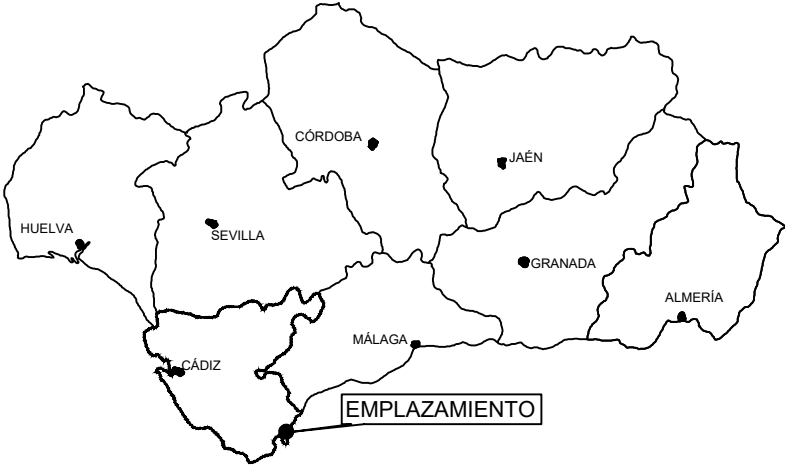 CÓRDOBA
JAÉN
HUELVA
SEVILLA
GRANADA
ALMERÍA
MÁLAGA
CÁDIZ
EMPLAZAMIENTO